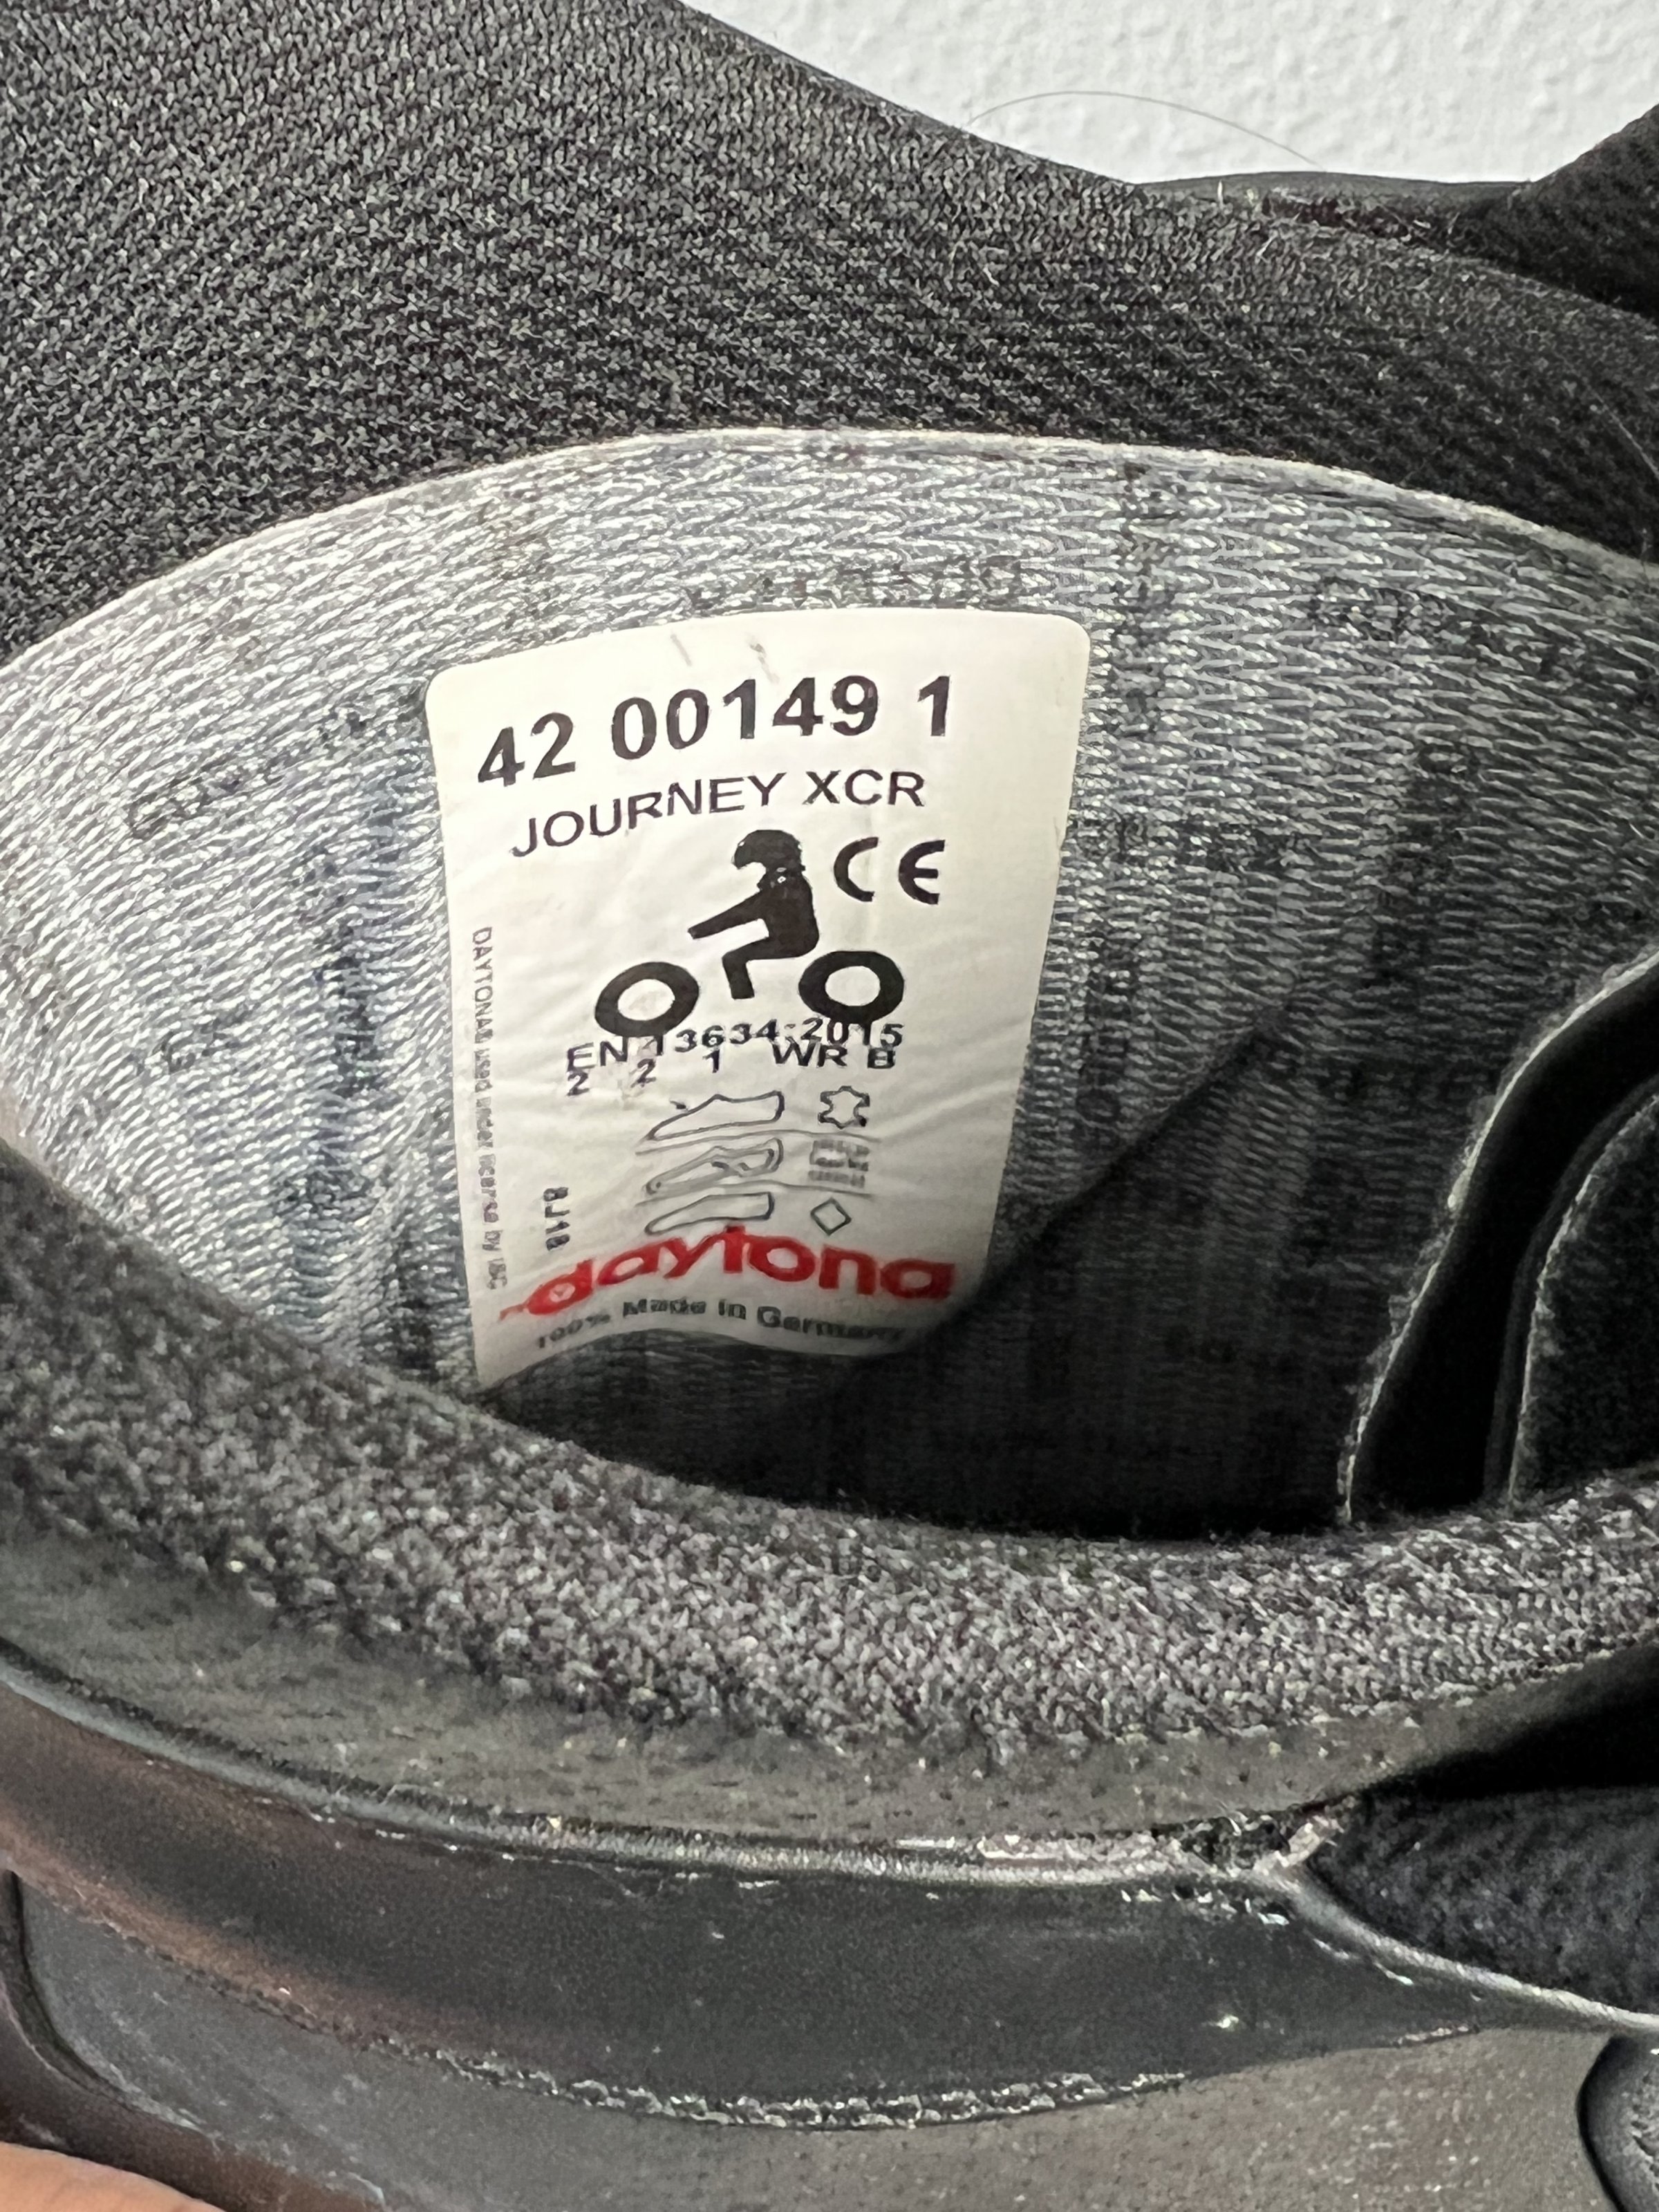 42 00149 1
JOURNEY XCR
CE
EN 13634:2015
2 2 1 WR B
DAYTONA® used under license by ISC
8J18
daytona
100% Made in Germany